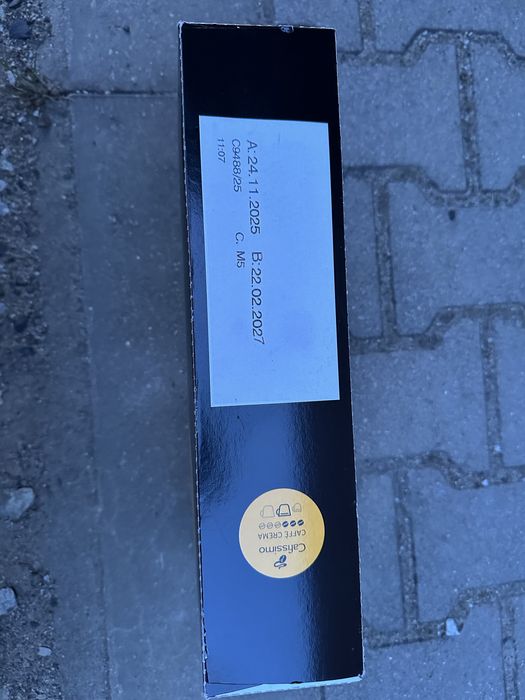 A: 24.11.2025 B: 22.02.2027
C9488/25 C. M5
11:07
Cafissimo
CAFFÈ CREMA